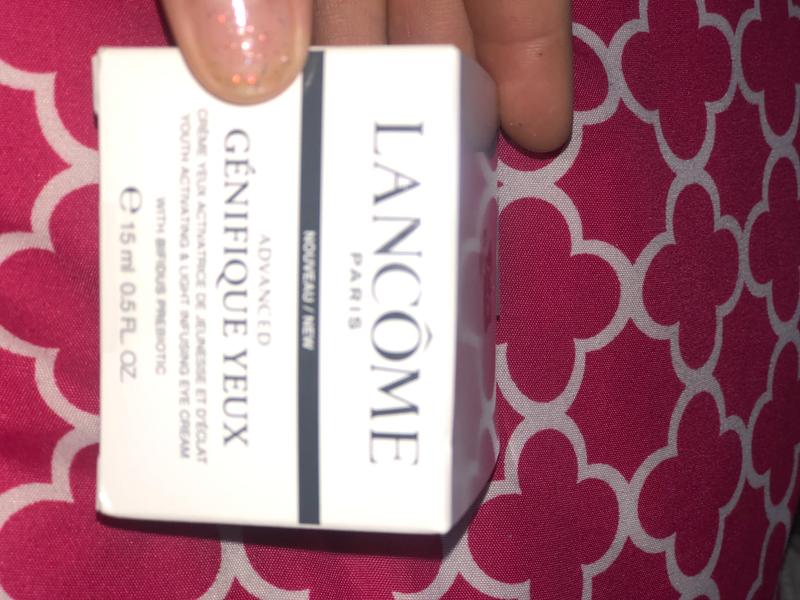 LANCÔME
PARIS
NOUVEAU / NEW
ADVANCED
GÉNIFIQUE YEUX
CRÈME YEUX ACTIVATRICE DE JEUNESSE ET D'ÉCLAT
YOUTH ACTIVATING & LIGHT INFUSING EYE CREAM
WITH BIFIDUS PREBIOTIC
℮ 15 ml 0.5 FL. OZ